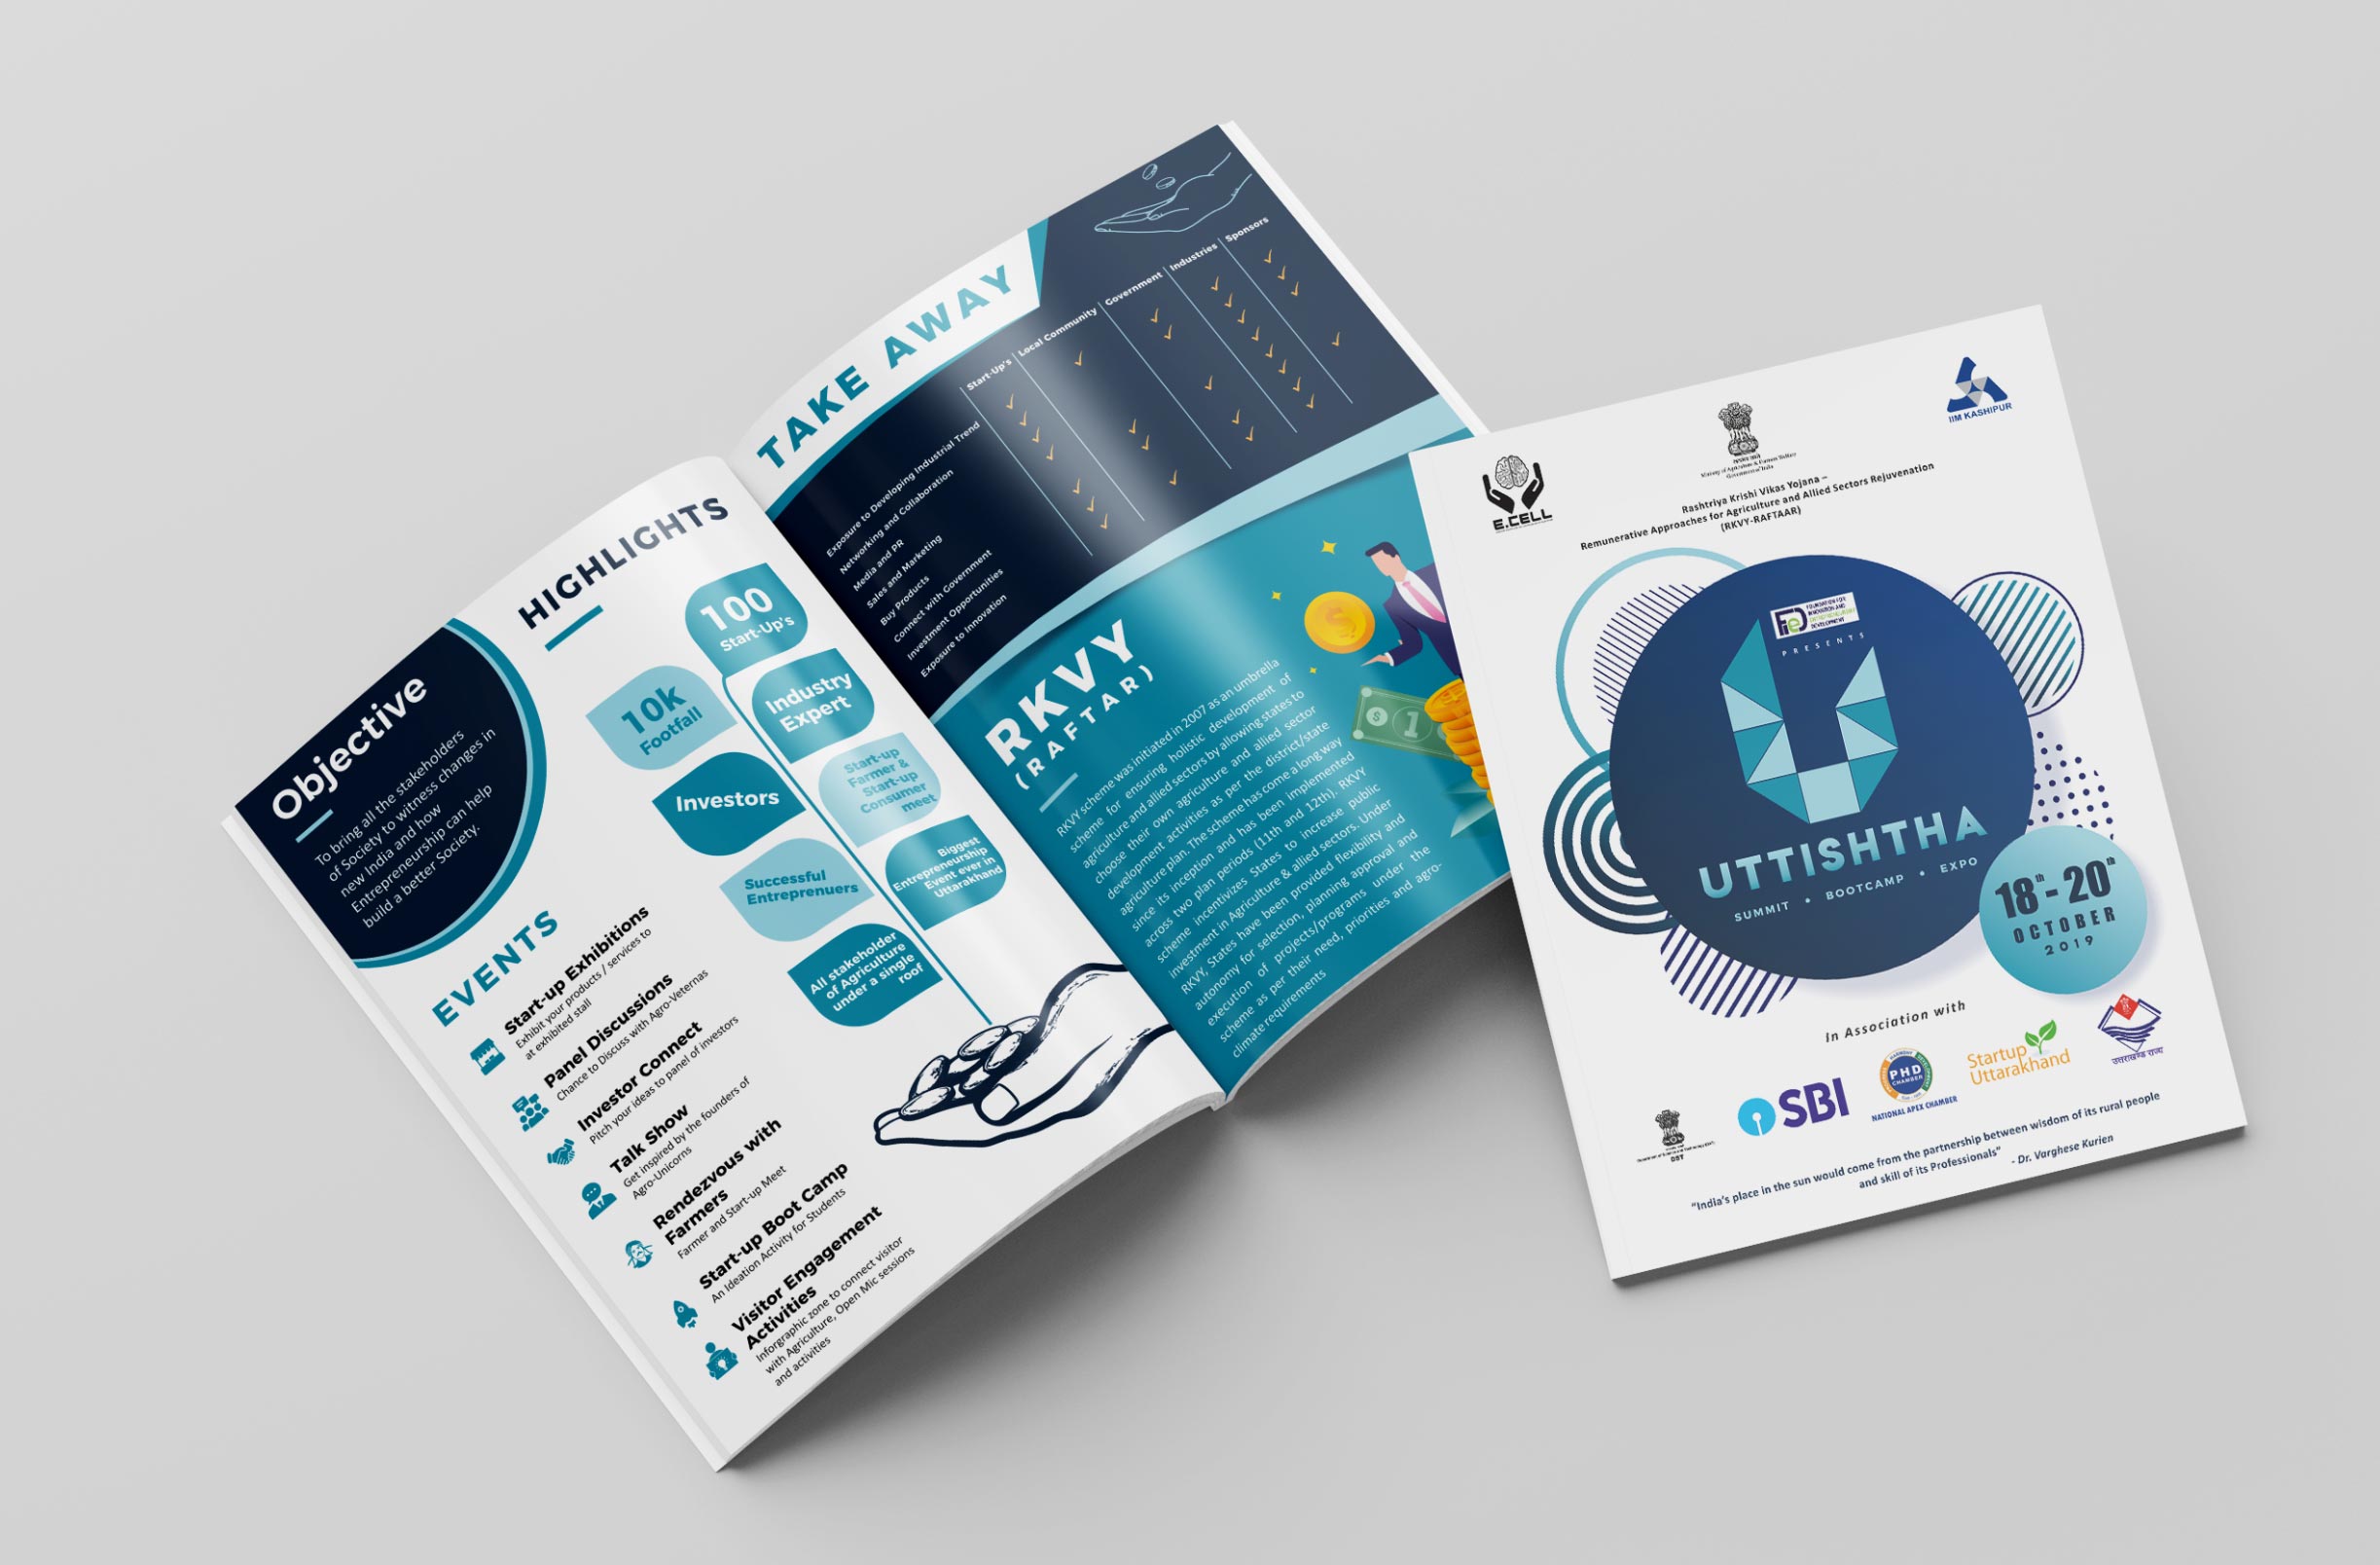 Objective
To bring all the stakeholders
of Society to witness changes in
new India and how
Entrepreneurship can help
build a better Society.
HIGHLIGHTS
100
Start-Up's
10k
Footfall
Industry
Expert
Investors
Start-up
Farmer &
Start-up
Consumer
meet
Successful
Entreprenuers
Biggest
Entrepreneurship
Event ever in
Uttarakhand
All stakeholder
of Agriculture
under a single
roof
EVENTS
Start-up Exhibitions
Exhibit your products / services to
at exhibited stall
Panel Discussions
Chance to Discuss with Agro-Veternas
Investor Connect
Pitch your ideas to panel of investors
Talk Show
Get inspired by the founders of
Agro-Unicorns
Rendezvous with
Farmers
Farmer and Start-up Meet
Start-up Boot Camp
An Ideation Activity for Students
Visitor Engagement
Activities
Inforgraphic zone to connect visitor
with Agriculture, Open Mic sessions
and activities
TAKE AWAY
Start-Up's
Local Community
Government
Industries
Sponsors
Exposure to Developing Industrial Trend
Networking and Collaboration
Media and PR
Sales and Marketing
Buy Products
Connect with Government
Investment Opportunities
Exposure to Innovation
RKVY
(RAFTAR)
RKVY scheme was initiated in 2007 as an umbrella
scheme for ensuring holistic development of
agriculture and allied sectors by allowing states to
choose their own agriculture and allied sector
development activities as per the district/state
agriculture plan. The scheme has come a long way
since its inception and has been implemented
across two plan periods (11th and 12th). RKVY
scheme incentivizes States to increase public
investment in Agriculture & allied sectors. Under
RKVY, States have been provided flexibility and
autonomy for selection, planning approval and
execution of projects/programs under the
scheme as per their need, priorities and agro-
climate requirements
1
E.CELL
Ministry of Agriculture & Farmers Welfare
Government of India
IIM KASHIPUR
Rashtriya Krishi Vikas Yojana –
Remunerative Approaches for Agriculture and Allied Sectors Rejuvenation
(RKVY-RAFTAAR)
FIED
FOUNDATION FOR
INNOVATION AND
ENTREPRENEURSHIP
DEVELOPMENT
PRESENTS
UTTISHTHA
SUMMIT • BOOTCAMP • EXPO
18th-20th
OCTOBER
2019
In Association with
DST
SBI
PHD
CHAMBER
NATIONAL APEX CHAMBER
Startup
Uttarakhand
उत्तराखण्ड राज्य
"India's place in the sun would come from the partnership between wisdom of its rural people
and skill of its Professionals"
- Dr. Varghese Kurien